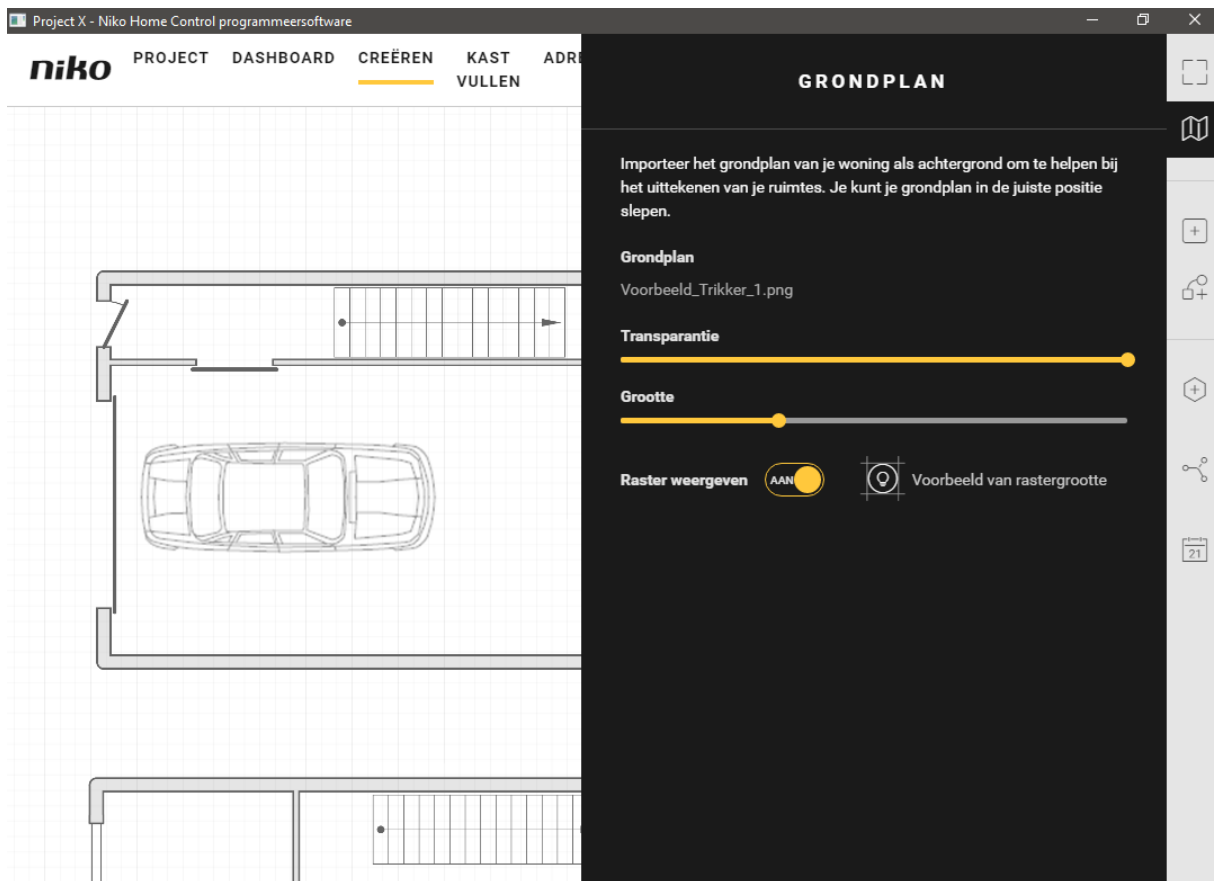 Project X - Niko Home Control programmeersoftware
niko
PROJECT DASHBOARD CREËREN KAST VULLEN ADRE
GRONDPLAN
Importeer het grondplan van je woning als achtergrond om te helpen bij
het uittekenen van je ruimtes. Je kunt je grondplan in de juiste positie
slepen.
Grondplan
Voorbeeld_Trikker_1.png
Transparantie
Grootte
Raster weergeven AAN Voorbeeld van rastergrootte
21